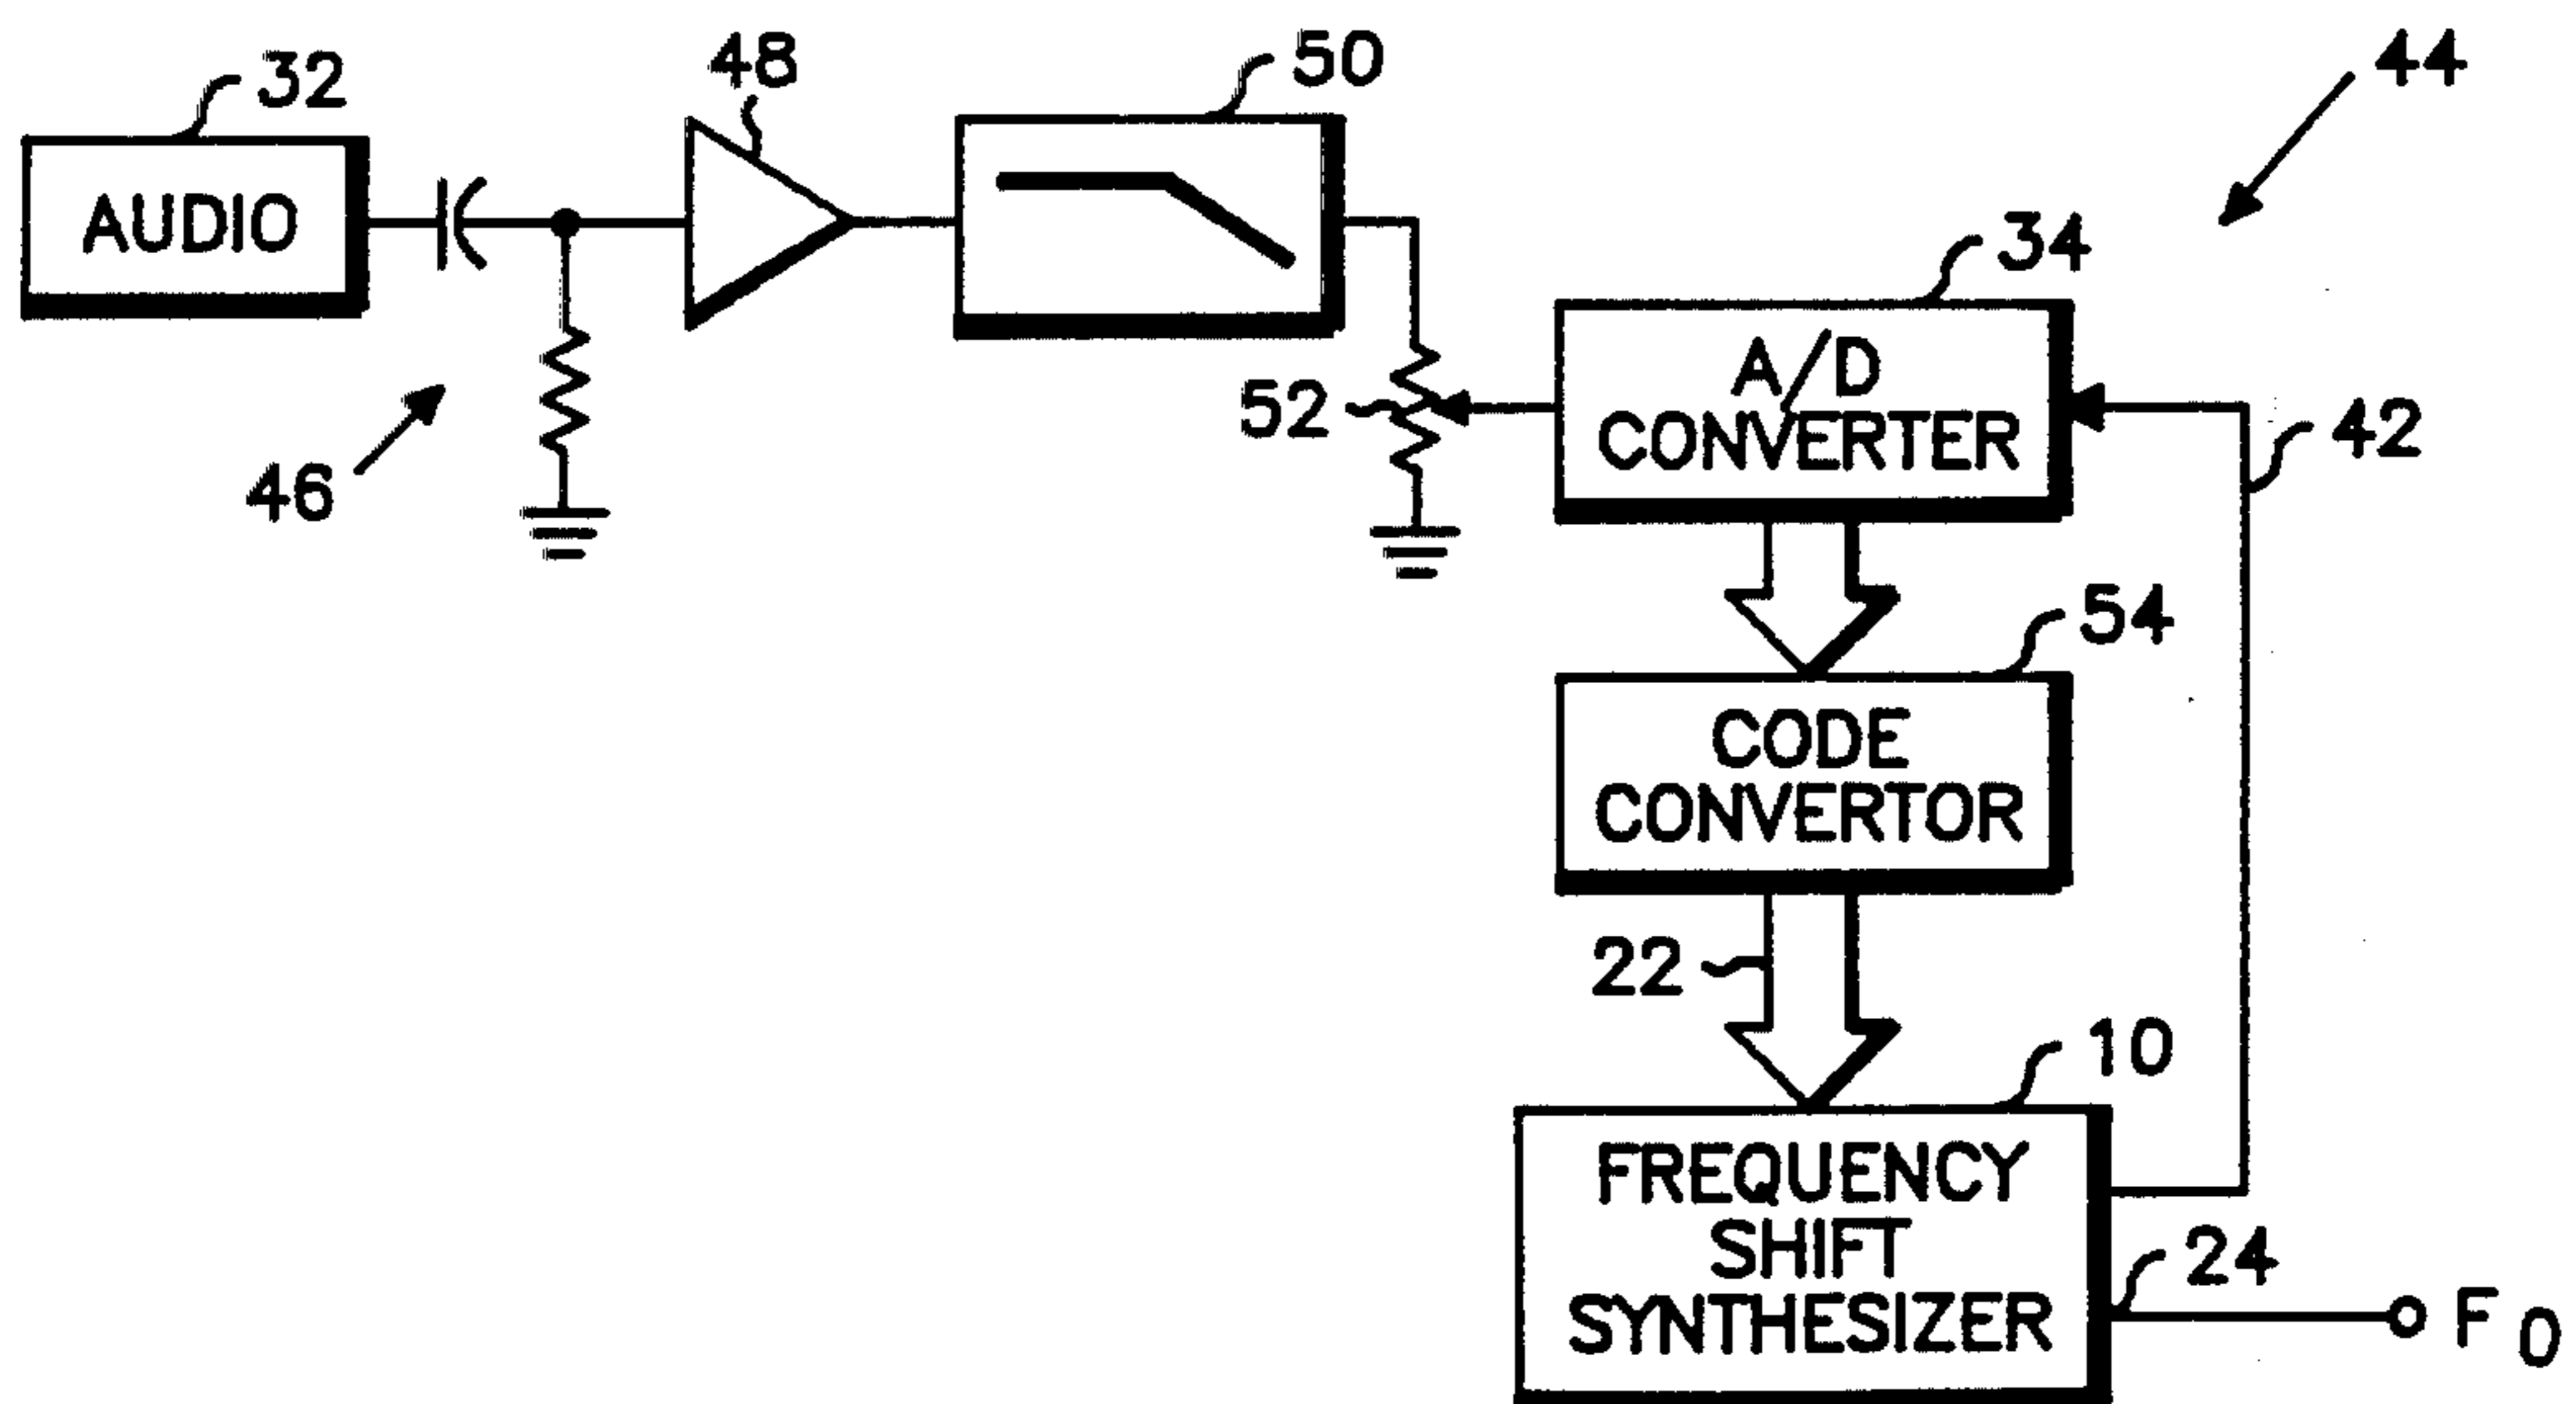 32
48
50
44
AUDIO
34
A/D
CONVERTER
52
42
46
54
CODE
CONVERTOR
22
10
FREQUENCY
SHIFT
SYNTHESIZER
24
F0